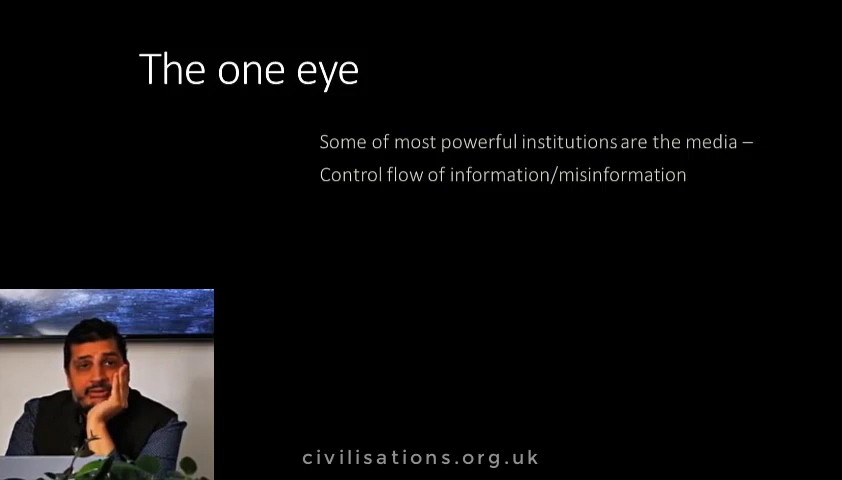 The one eye
Some of most powerful institutions are the media –
Control flow of information/misinformation
civilisations.org.uk